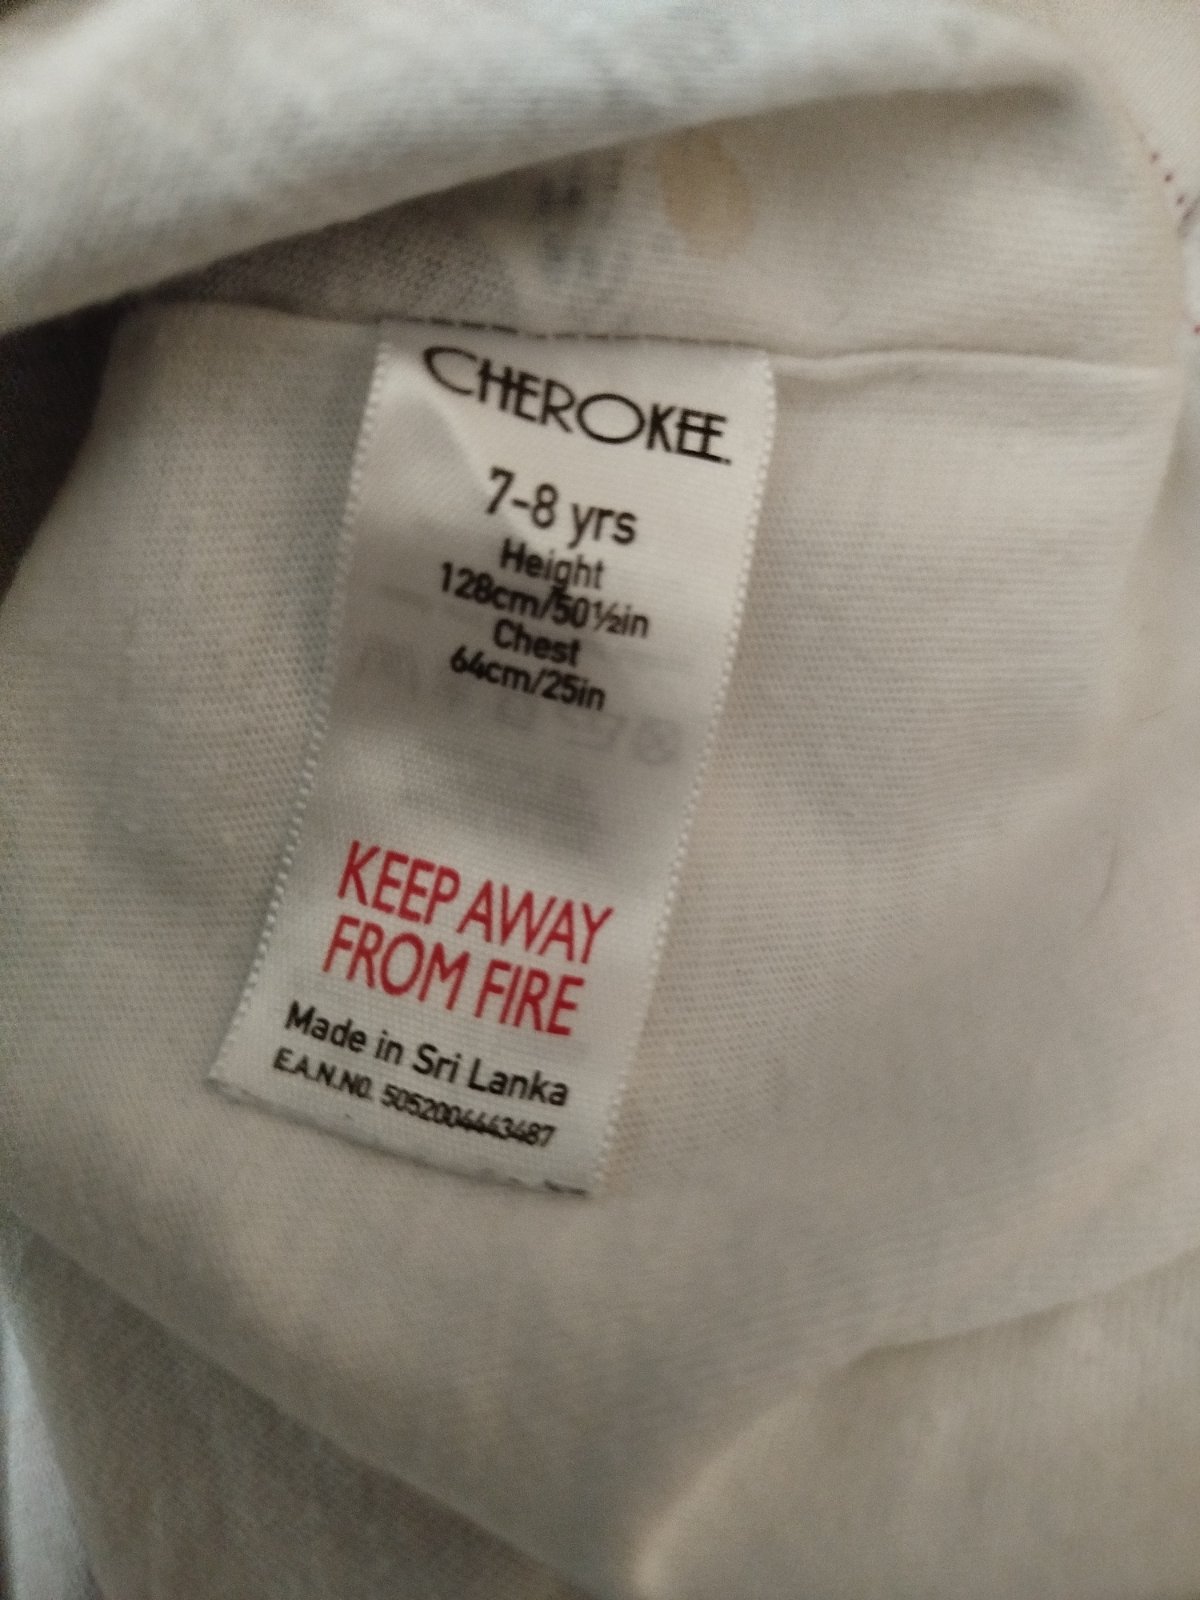 CHEROKEE
7-8 yrs
Height
128cm/50½in
Chest
64cm/25in
KEEP AWAY
FROM FIRE
Made in Sri Lanka
E.A.N.NO. 5052004443487